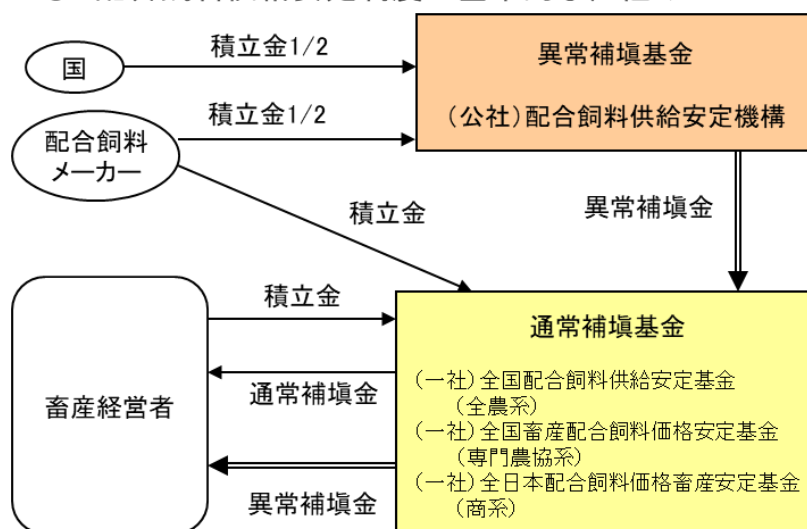 積立金1/2
国
異常補塡基金
(公社)配合飼料供給安定機構
積立金1/2
配合飼料
メーカー
積立金
異常補塡金
積立金
通常補塡基金
畜産経営者
通常補塡金
(一社)全国配合飼料供給安定基金
(全農系)
(一社)全国畜産配合飼料価格安定基金
(専門農協系)
(一社)全日本配合飼料価格畜産安定基金
(商系)
異常補塡金